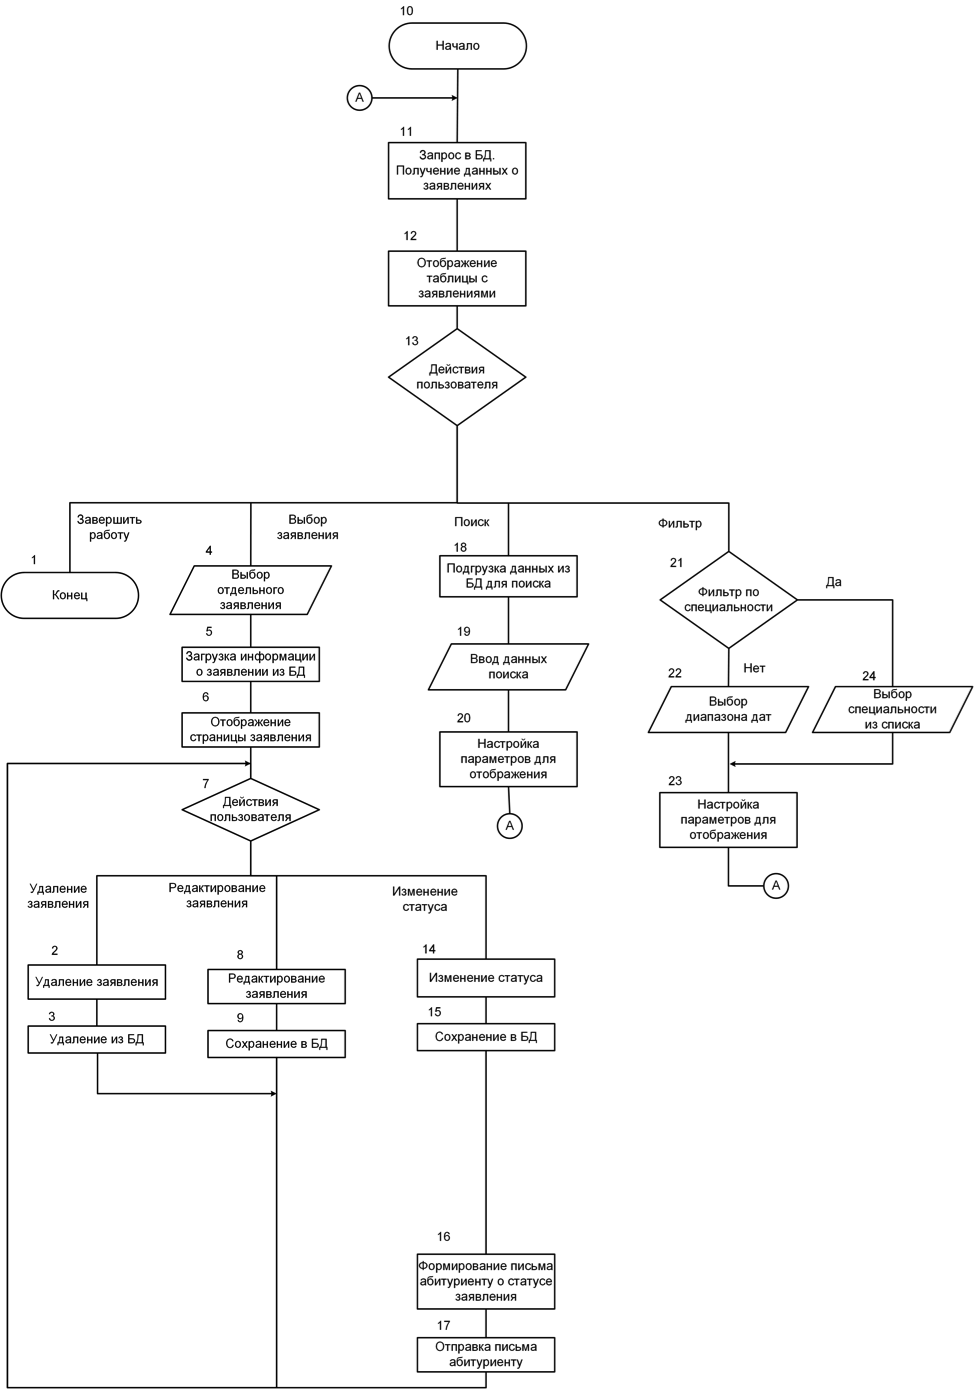 10
Начало
А
11
Запрос в БД.
Получение данных о
заявлениях
12
Отображение
таблицы с
заявлениями
13
Действия
пользователя
Завершить
работу
Выбор
заявления
Поиск
Фильтр
1
Конец
4
Выбор
отдельного
заявления
5
Загрузка информации
о заявлении из БД
6
Отображение
страницы заявления
7
Действия
пользователя
18
Подгрузка данных из
БД для поиска
19
Ввод данных
поиска
20
Настройка
параметров для
отображения
А
21
Фильтр по
специальности
Да
Нет
22
Выбор
диапазона дат
24
Выбор
специальности
из списка
23
Настройка
параметров для
отображения
А
Удаление
заявления
Редактирование
заявления
Изменение
статуса
2
Удаление заявления
3
Удаление из БД
8
Редактирование
заявления
9
Сохранение в БД
14
Изменение статуса
15
Сохранение в БД
16
Формирование письма
абитуриенту о статусе
заявления
17
Отправка письма
абитуриенту